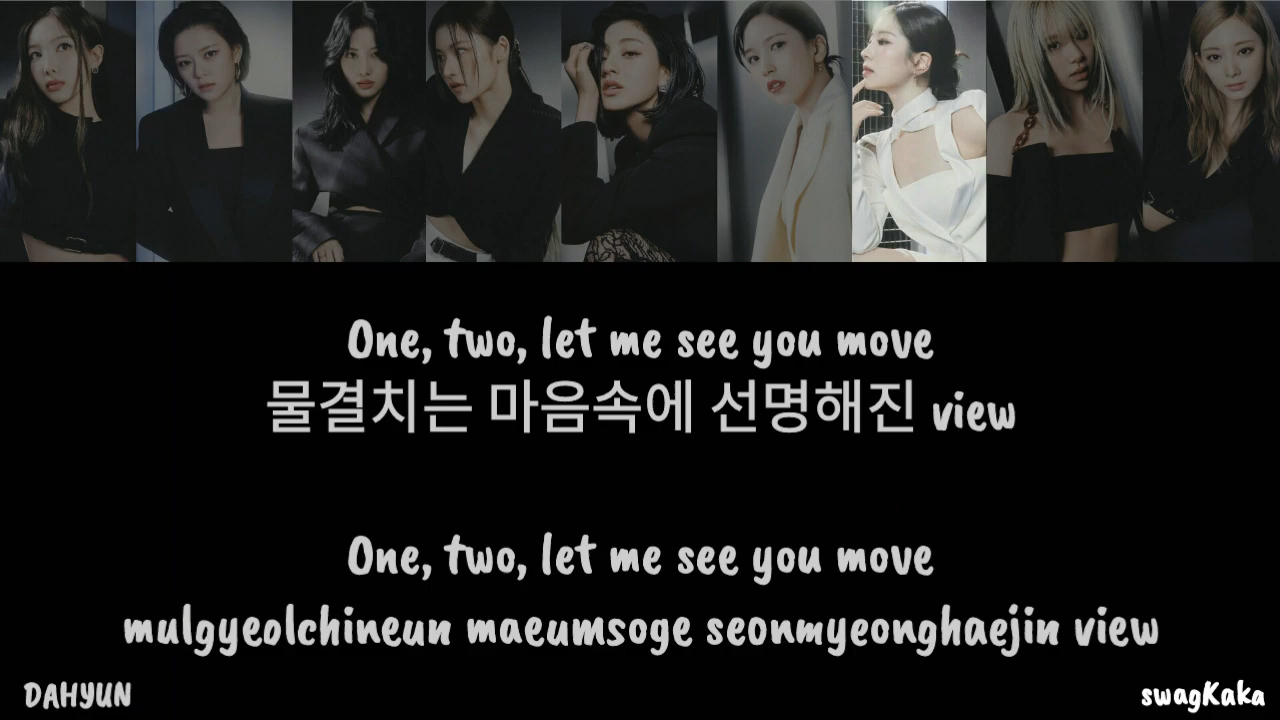 One, two, let me see you move
물결치는 마음속에 선명해진 view
One, two, let me see you move
mulgyeolchineun maeumsoge seonmyeonghaejin view
DAHYUN
swagKaka